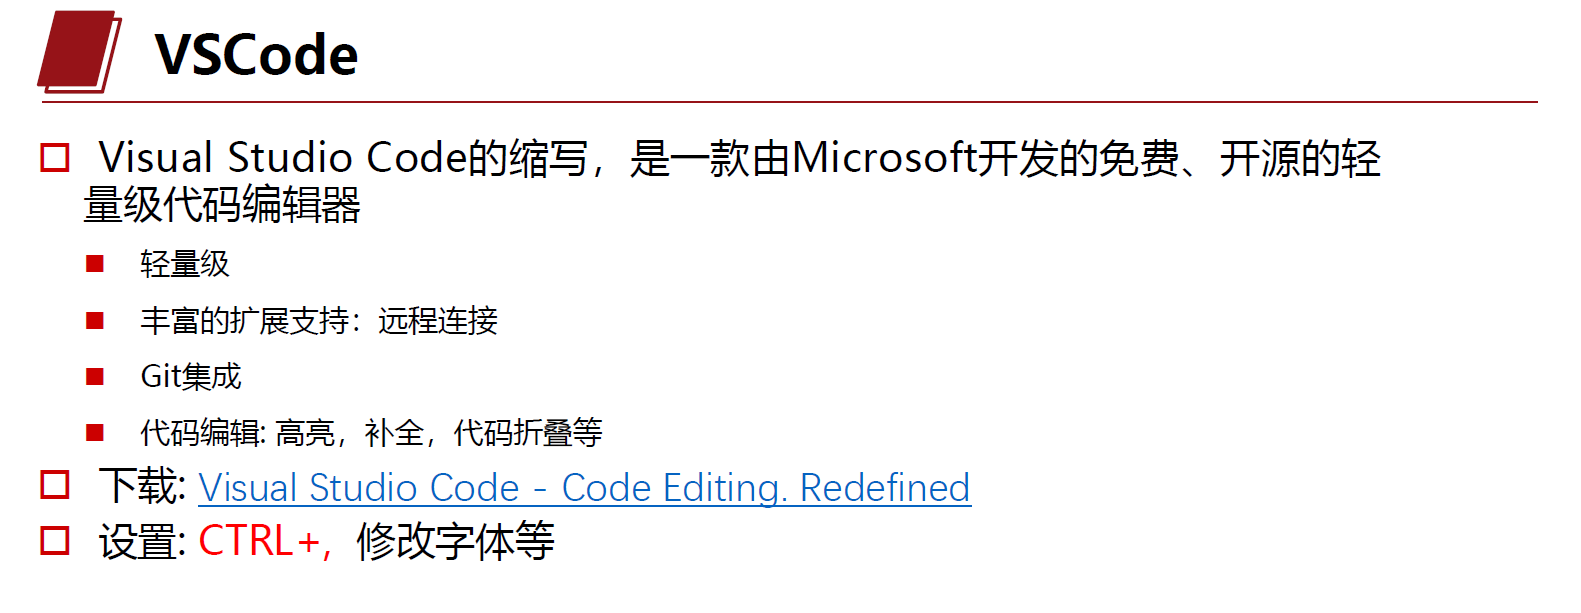 VSCode
Visual Studio Code的缩写，是一款由Microsoft开发的免费、开源的轻
量级代码编辑器
轻量级
丰富的扩展支持：远程连接
Git集成
代码编辑: 高亮，补全，代码折叠等
下载: Visual Studio Code - Code Editing. Redefined
设置: CTRL+，修改字体等